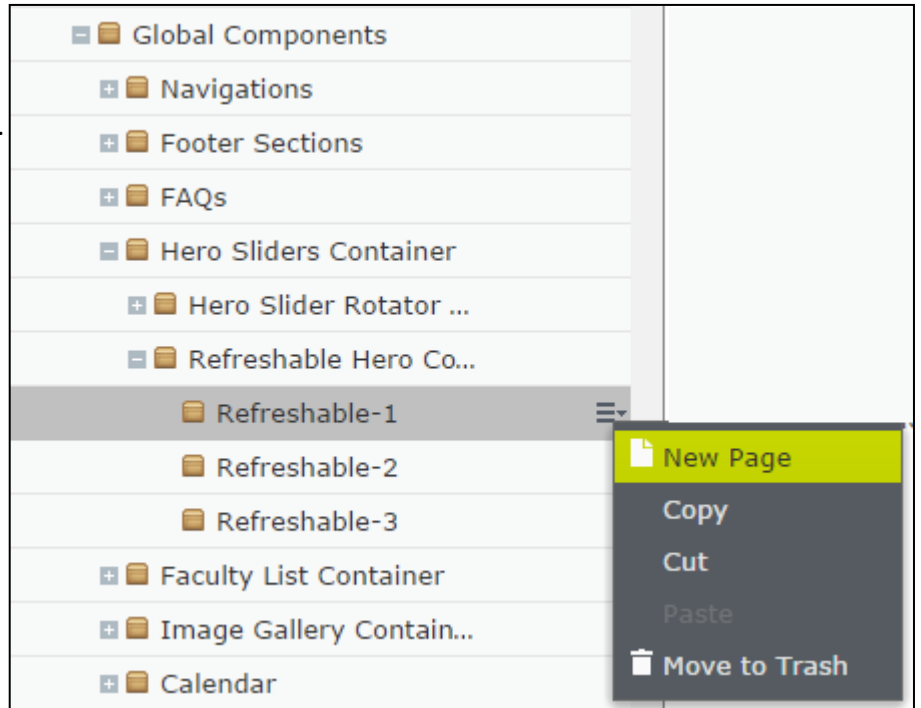 Global Components
Navigations
Footer Sections
FAQs
Hero Sliders Container
Hero Slider Rotator ...
Refreshable Hero Co...
Refreshable-1
New Page
Refreshable-2
Copy
Refreshable-3
Cut
Faculty List Container
Paste
Image Gallery Contain...
Move to Trash
Calendar